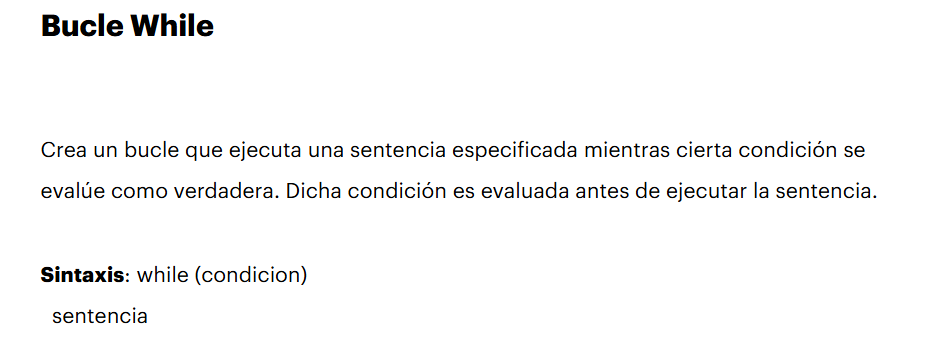 Bucle While
Crea un bucle que ejecuta una sentencia especificada mientras cierta condición se
evalúe como verdadera. Dicha condición es evaluada antes de ejecutar la sentencia.
Sintaxis: while (condicion)
sentencia